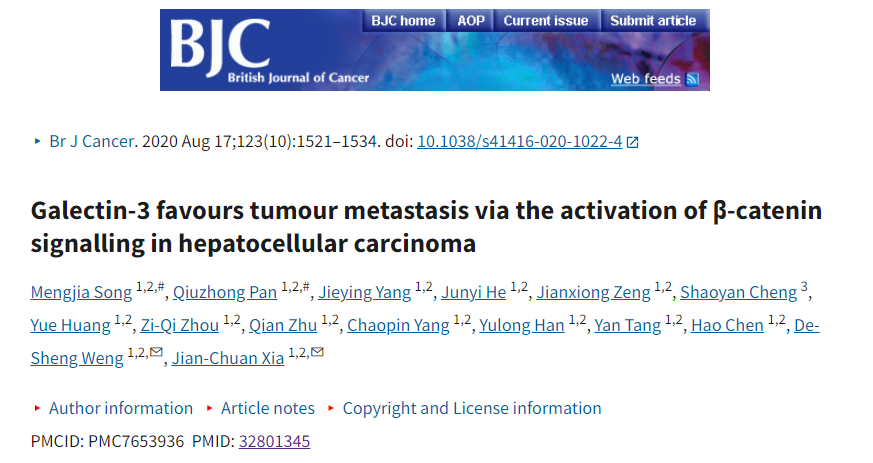 BJC home AOP Current issue Submit article
BJC
British Journal of Cancer
Web feeds
Br J Cancer. 2020 Aug 17;123(10):1521–1534. doi: 10.1038/s41416-020-1022-4
Galectin-3 favours tumour metastasis via the activation of β-catenin
signalling in hepatocellular carcinoma
Mengjia Song 1,2,#, Qiuzhong Pan 1,2,#, Jieying Yang 1,2, Junyi He 1,2, Jianxiong Zeng 1,2, Shaoyan Cheng 3,
Yue Huang 1,2, Zi-Qi Zhou 1,2, Qian Zhu 1,2, Chaopin Yang 1,2, Yulong Han 1,2, Yan Tang 1,2, Hao Chen 1,2, De-
Sheng Weng 1,2,✉, Jian-Chuan Xia 1,2,✉
Author information Article notes Copyright and License information
PMCID: PMC7653936 PMID: 32801345